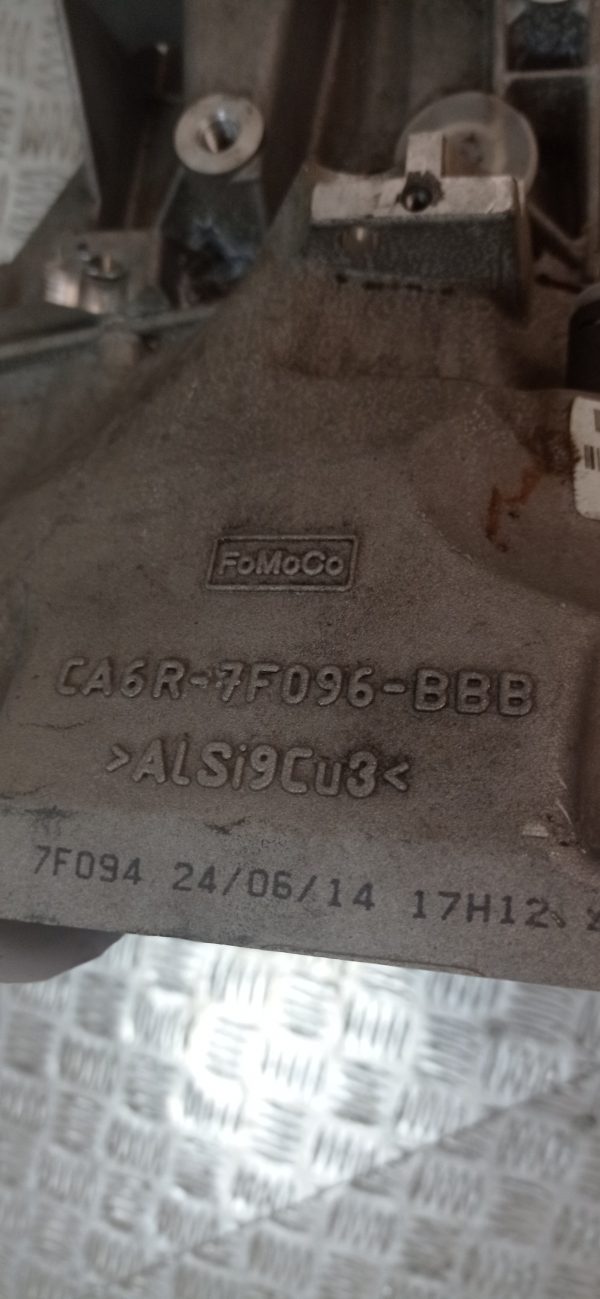 FoMoCo
CA6R-7F096-BBB
>ALSi9Cu3<
7F094 24/06/14 17H12